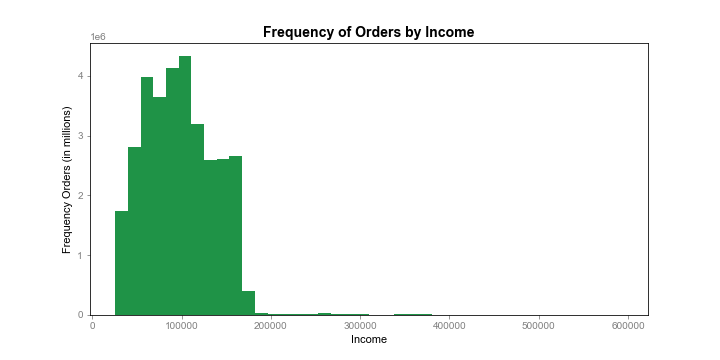 Frequency of Orders by Income
1e6
4
3
2
1
0
Frequency Orders (in millions)
0 100000 200000 300000 400000 500000 600000
Income